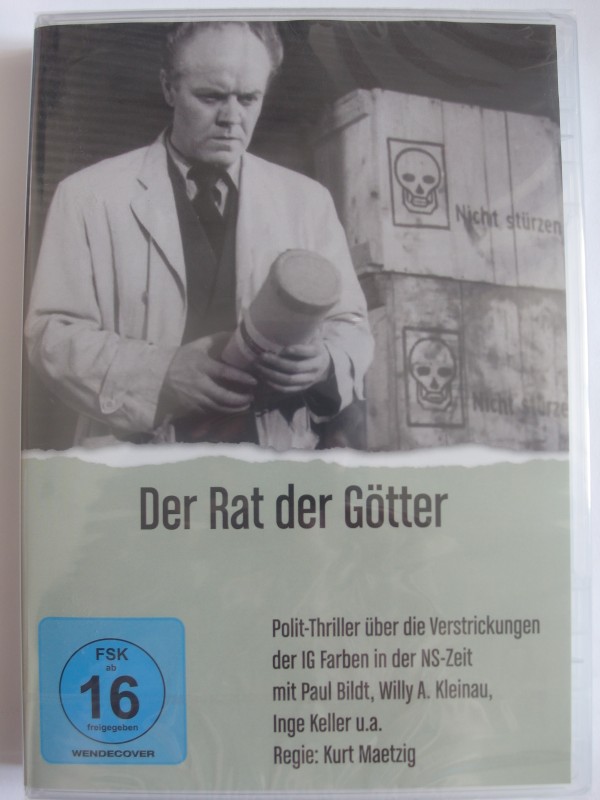 Nicht stürzen
Nicht stürze
Der Rat der Götter
Polit-Thriller über die Verstrickungen
der IG Farben in der NS-Zeit
mit Paul Bildt, Willy A. Kleinau,
Inge Keller u.a.
Regie: Kurt Maetzig
FSK
ab
16
freigegeben
WENDECOVER